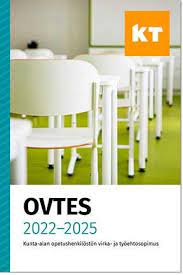 KT
OVTES
2022–2025
Kunta-alan opetushenkilöstön virka- ja työehtosopimus